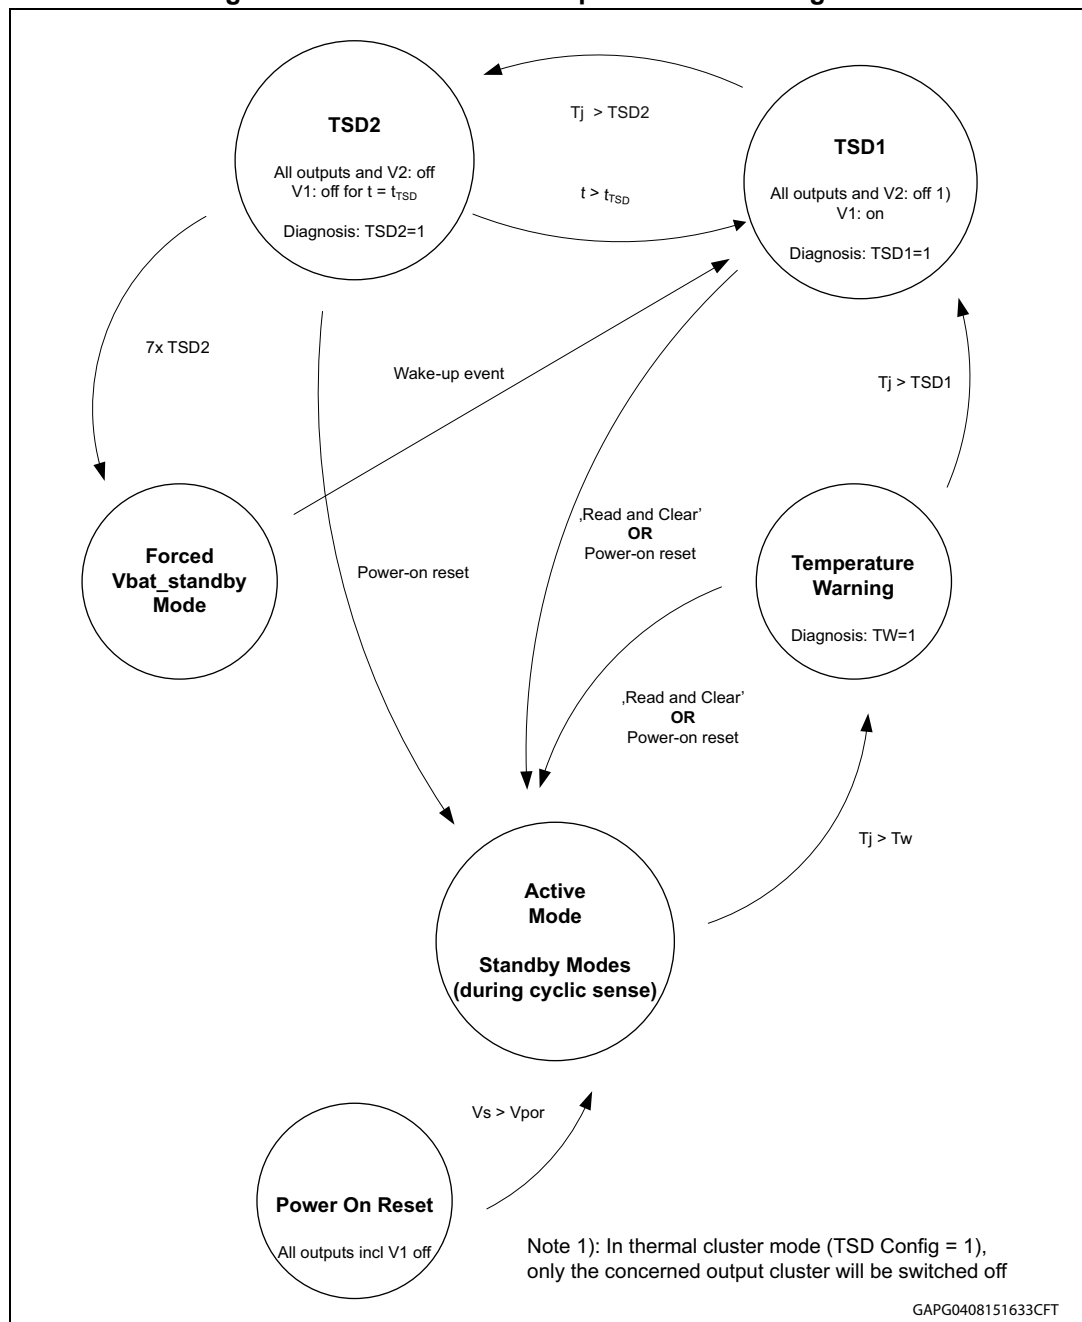 TSD2
All outputs and V2: off
V1: off for t = tTSD
Diagnosis: TSD2=1
Tj > TSD2
t > tTSD
TSD1
All outputs and V2: off 1)
V1: on
Diagnosis: TSD1=1
7x TSD2
Wake-up event
Tj > TSD1
Forced
Vbat_standby
Mode
Power-on reset
‚Read and Clear’
OR
Power-on reset
Temperature
Warning
Diagnosis: TW=1
‚Read and Clear’
OR
Power-on reset
Tj > Tw
Active
Mode
Standby Modes
(during cyclic sense)
Vs > Vpor
Power On Reset
All outputs incl V1 off
Note 1): In thermal cluster mode (TSD Config = 1),
only the concerned output cluster will be switched off
GAPG0408151633CFT